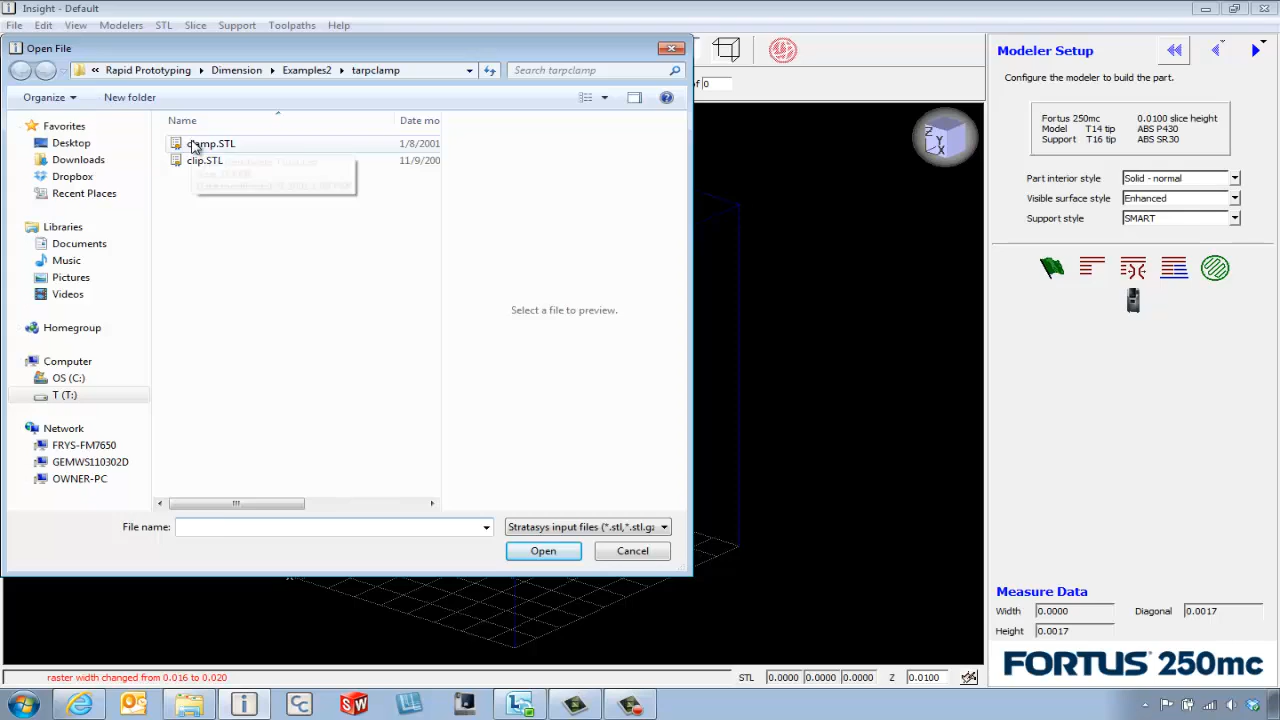 Insight - Default
File Edit View Modelers STL Slice Support Toolpaths Help
Open File
Rapid Prototyping Dimension Examples2 tarpclamp
Search tarpclamp
of 0
Organize New folder
Name Date mo
clamp.STL 1/8/2001
clip.STL 11/9/200
Favorites
Desktop
Downloads
Dropbox
Recent Places
Libraries
Documents
Music
Pictures
Videos
Homegroup
Computer
OS (C:)
T (T:)
Network
FRYS-FM7650
GEMWS110302D
OWNER-PC
Select a file to preview.
File name:
Stratasys input files (*.stl,*.stl.gz
Open Cancel
Z Y X
Modeler Setup
Configure the modeler to build the part.
Fortus 250mc 0.0100 slice height
Model T14 tip ABS P430
Support T16 tip ABS SR30
Part interior style Solid - normal
Visible surface style Enhanced
Support style SMART
Measure Data
Width 0.0000 Diagonal 0.0017
Height 0.0017
FORTUS 250mc
raster width changed from 0.016 to 0.020
STL 0.0000 0.0000 0.0000 Z 0.0100